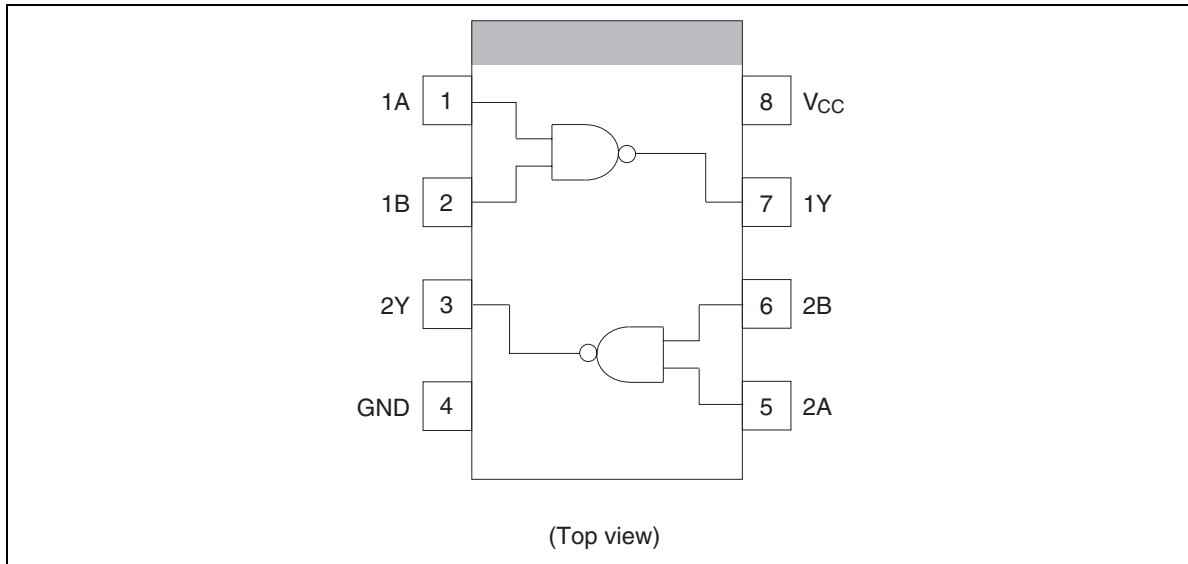 1A 1 8 VCC
1B 2 7 1Y
2Y 3 6 2B
GND 4 5 2A
(Top view)